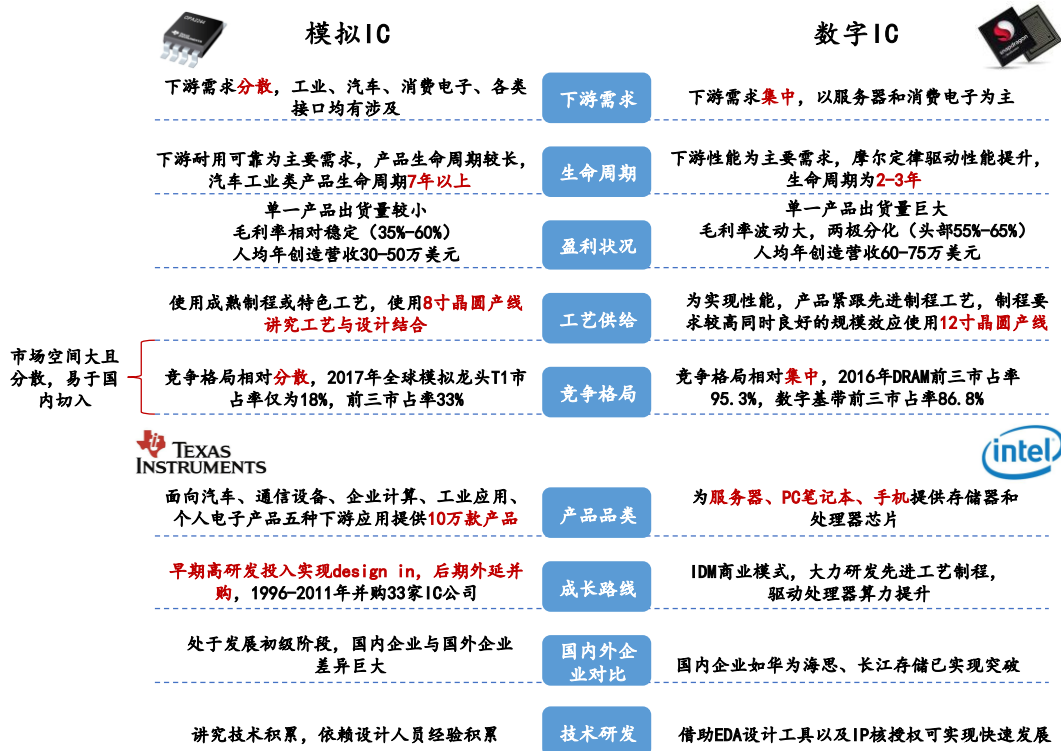 模拟IC
数字IC
OPA2244
snapdragon
下游需求分散，工业、汽车、消费电子、各类
接口均有涉及
下游需求
下游需求集中，以服务器和消费电子为主
下游耐用可靠为主要需求，产品生命周期较长，
汽车工业类产品生命周期7年以上
生命周期
下游性能为主要需求，摩尔定律驱动性能提升，
生命周期为2-3年
单一产品出货量较小
毛利率相对稳定（35%-60%）
人均年创造营收30-50万美元
盈利状况
单一产品出货量巨大
毛利率波动大，两极分化（头部55%-65%）
人均年创造营收60-75万美元
使用成熟制程或特色工艺，使用8寸晶圆产线
讲究工艺与设计结合
工艺供给
为实现性能，产品紧跟先进制程工艺，制程要
求较高同时良好的规模效应使用12寸晶圆产线
市场空间大且
分散，易于国
内切入
竞争格局相对分散，2017年全球模拟龙头T1市
占率仅为18%，前三市占率33%
竞争格局
竞争格局相对集中，2016年DRAM前三市占率
95.3%，数字基带前三市占率86.8%
TEXAS
INSTRUMENTS
intel
面向汽车、通信设备、企业计算、工业应用、
个人电子产品五种下游应用提供10万款产品
产品品类
为服务器、PC笔记本、手机提供存储器和
处理器芯片
早期高研发投入实现design in，后期外延并
购，1996-2011年并购33家IC公司
成长路线
IDM商业模式，大力研发先进工艺制程，
驱动处理器算力提升
处于发展初级阶段，国内企业与国外企业
差异巨大
国内外企
业对比
国内企业如华为海思、长江存储已实现突破
讲究技术积累，依赖设计人员经验积累
技术研发
借助EDA设计工具以及IP核授权可实现快速发展